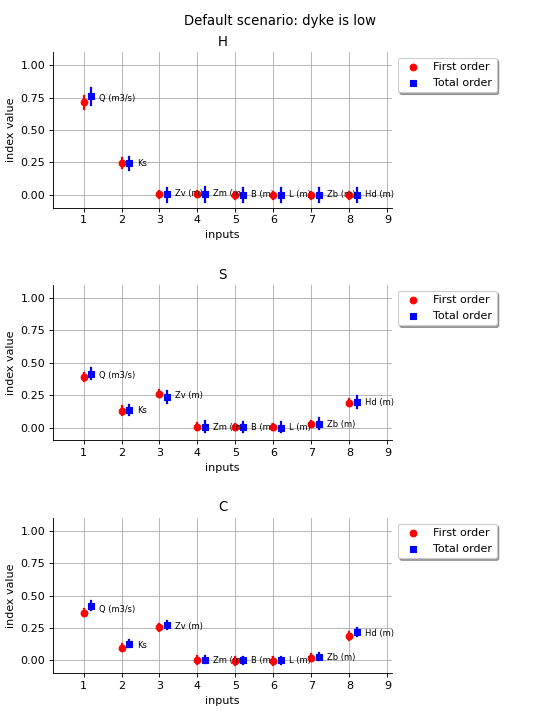 Default scenario: dyke is low
H
1.00
0.75
0.50
0.25
0.00
index value
Q (m3/s)
Ks
Zv (m)
Zm (m)
B (m)
L (m)
Zb (m)
Hd (m)
1 2 3 4 5 6 7 8 9
inputs
First order
Total order
S
1.00
0.75
0.50
0.25
0.00
index value
Q (m3/s)
Ks
Zv (m)
Zm (m)
B (m)
L (m)
Zb (m)
Hd (m)
1 2 3 4 5 6 7 8 9
inputs
First order
Total order
C
1.00
0.75
0.50
0.25
0.00
index value
Q (m3/s)
Ks
Zv (m)
Zm (m)
B (m)
L (m)
Zb (m)
Hd (m)
1 2 3 4 5 6 7 8 9
inputs
First order
Total order